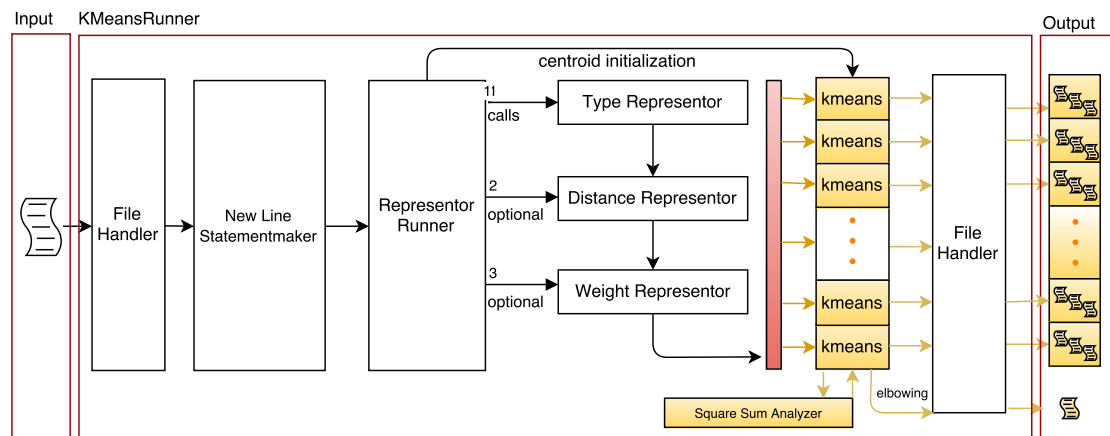 Input
KMeansRunner
Output
centroid initialization
File
Handler
New Line
Statementmaker
Representor
Runner
11
calls
Type Representor
2
optional
Distance Representor
3
optional
Weight Representor
kmeans
kmeans
kmeans
kmeans
kmeans
File
Handler
elbowing
Square Sum Analyzer